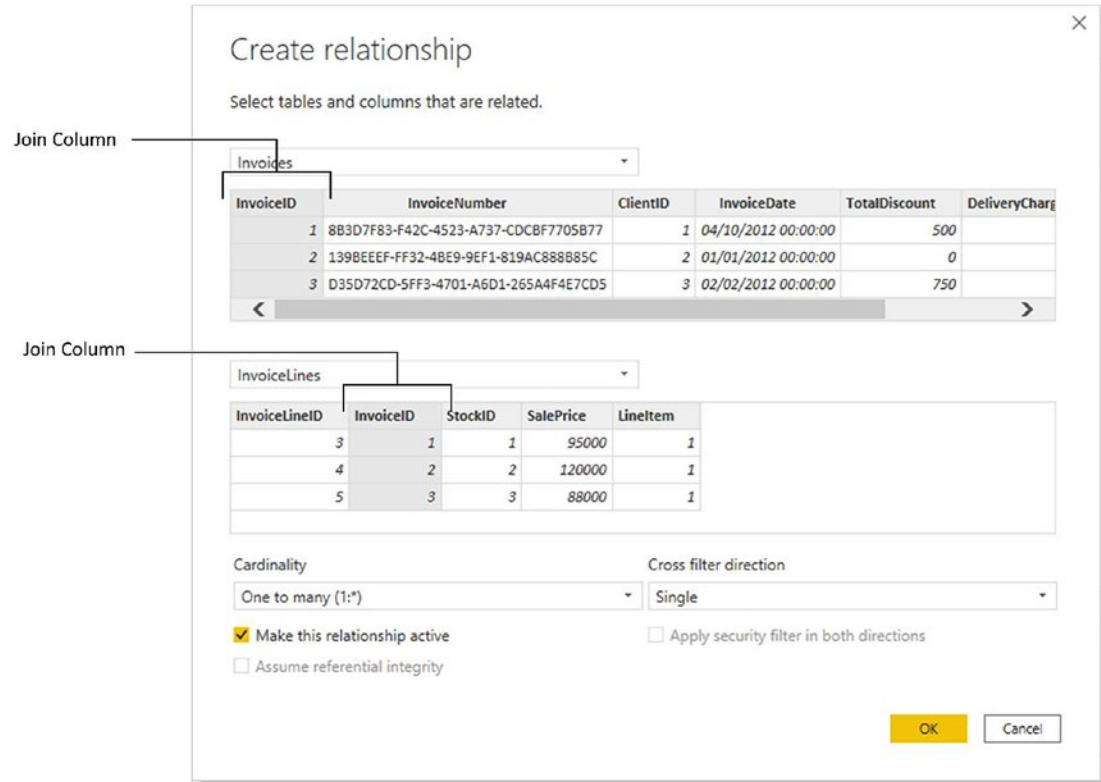 Create relationship
Select tables and columns that are related.
Join Column
Invoices
InvoiceID InvoiceNumber ClientID InvoiceDate TotalDiscount DeliveryCharg
1 8B3D7F83-F42C-4523-A737-CDCBF7705B77 1 04/10/2012 00:00:00 500
2 139BEEEF-FF32-4BE9-9EF1-819AC888B85C 2 01/01/2012 00:00:00 0
3 D35D72CD-5FF3-4701-A6D1-265A4F4E7CD5 3 02/02/2012 00:00:00 750
Join Column
InvoiceLines
InvoiceLineID InvoiceID StockID SalePrice LineItem
3 1 1 95000 1
4 2 2 120000 1
5 3 3 88000 1
Cardinality Cross filter direction
One to many (1:*) Single
Make this relationship active Apply security filter in both directions
Assume referential integrity
OK Cancel